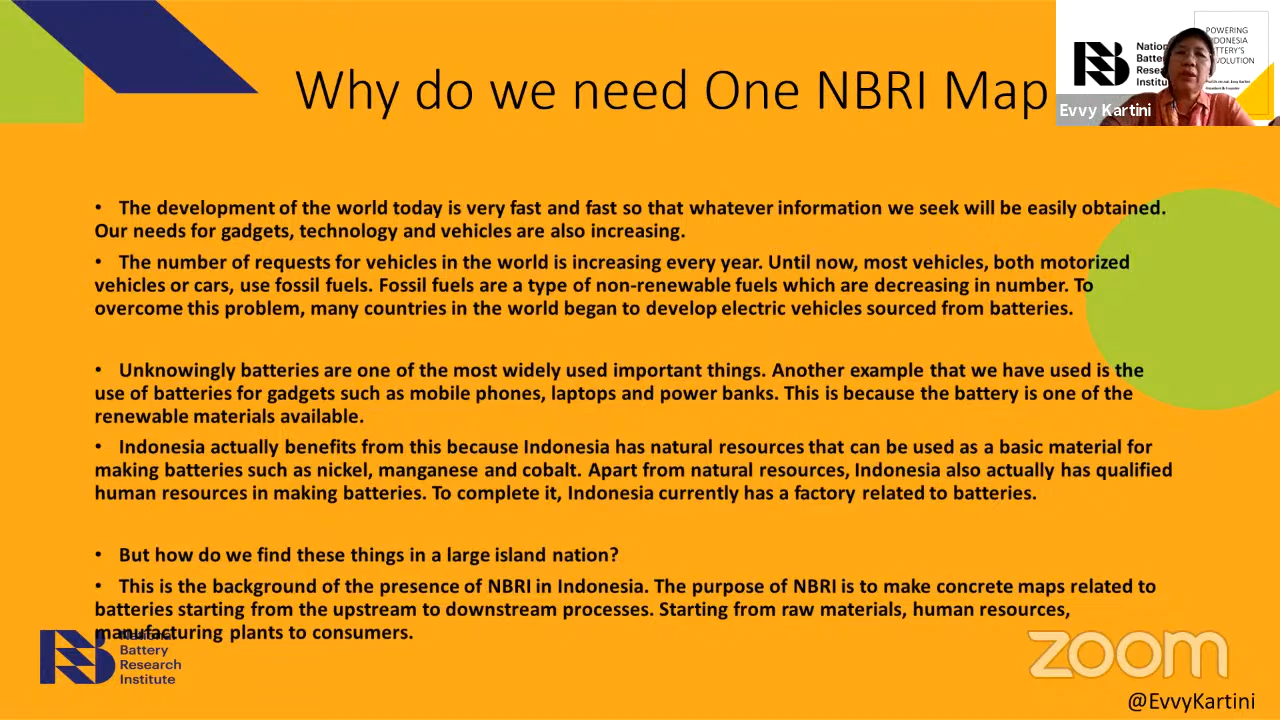 Why do we need One NBRI Map
POWERING
INDONESIA
BATTERY'S
REVOLUTION
Evvy Kartini
• The development of the world today is very fast and fast so that whatever information we seek will be easily obtained.
Our needs for gadgets, technology and vehicles are also increasing.
• The number of requests for vehicles in the world is increasing every year. Until now, most vehicles, both motorized
vehicles or cars, use fossil fuels. Fossil fuels are a type of non-renewable fuels which are decreasing in number. To
overcome this problem, many countries in the world began to develop electric vehicles sourced from batteries.
• Unknowingly batteries are one of the most widely used important things. Another example that we have used is the
use of batteries for gadgets such as mobile phones, laptops and power banks. This is because the battery is one of the
renewable materials available.
• Indonesia actually benefits from this because Indonesia has natural resources that can be used as a basic material for
making batteries such as nickel, manganese and cobalt. Apart from natural resources, Indonesia also actually has qualified
human resources in making batteries. To complete it, Indonesia currently has a factory related to batteries.
• But how do we find these things in a large island nation?
• This is the background of the presence of NBRI in Indonesia. The purpose of NBRI is to make concrete maps related to
batteries starting from the upstream to downstream processes. Starting from raw materials, human resources,
manufacturing plants to consumers.
National
Battery
Research
Institute
zoom
@EvvyKartini